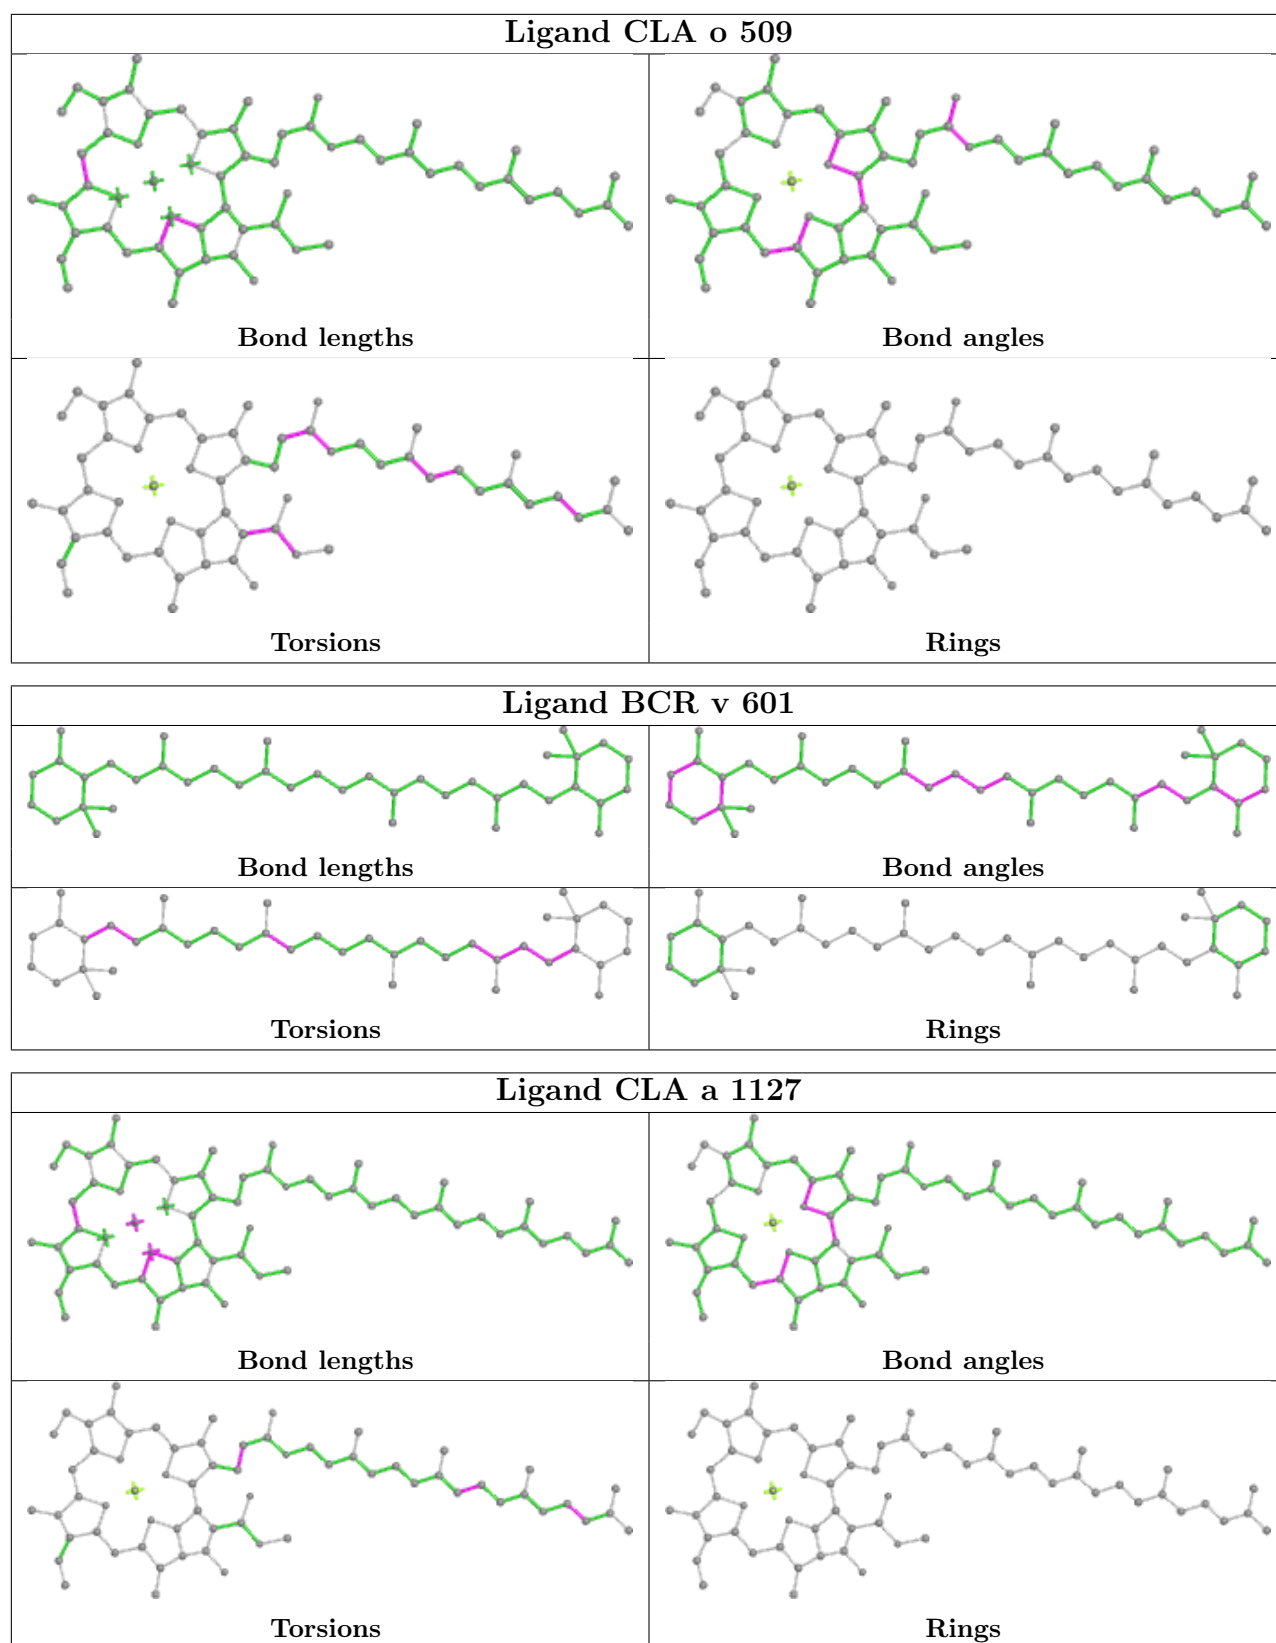 Ligand CLA o 509
Bond lengths
Bond angles
Torsions
Rings
Ligand BCR v 601
Bond lengths
Bond angles
Torsions
Rings
Ligand CLA a 1127
Bond lengths
Bond angles
Torsions
Rings